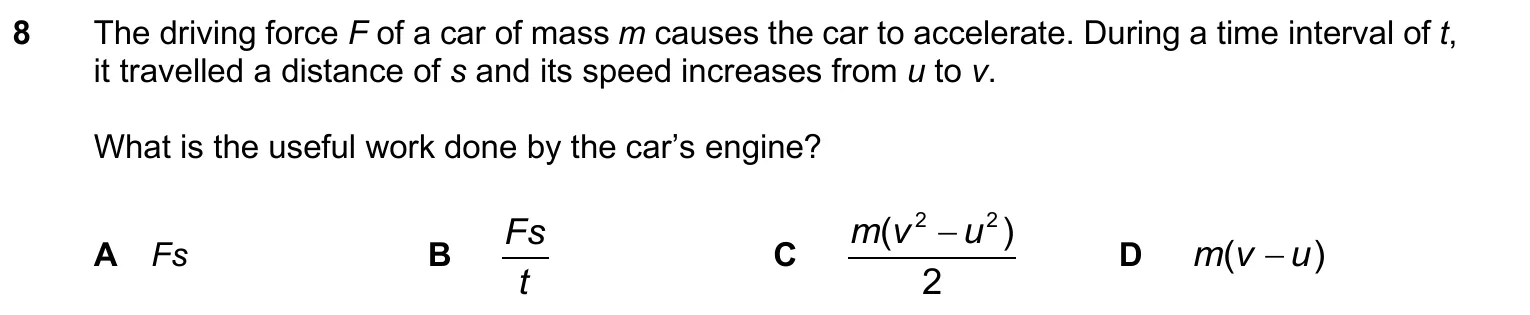 8 The driving force F of a car of mass m causes the car to accelerate. During a time interval of t,
it travelled a distance of s and its speed increases from u to v.
What is the useful work done by the car’s engine?
A Fs B Fs/t C m(v² – u²)/2 D m(v – u)